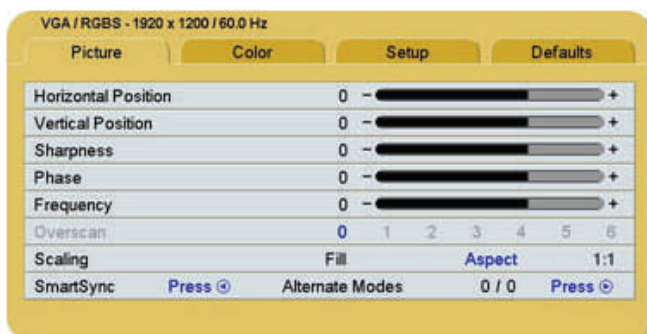 VGA / RGBS - 1920 x 1200 / 60.0 Hz
Picture Color Setup Defaults
Horizontal Position 0 - +
Vertical Position 0 - +
Sharpness 0 - +
Phase 0 - +
Frequency 0 - +
Overscan 0 1 2 3 4 5 6
Scaling Fill Aspect 1:1
SmartSync Press Alternate Modes 0 / 0 Press